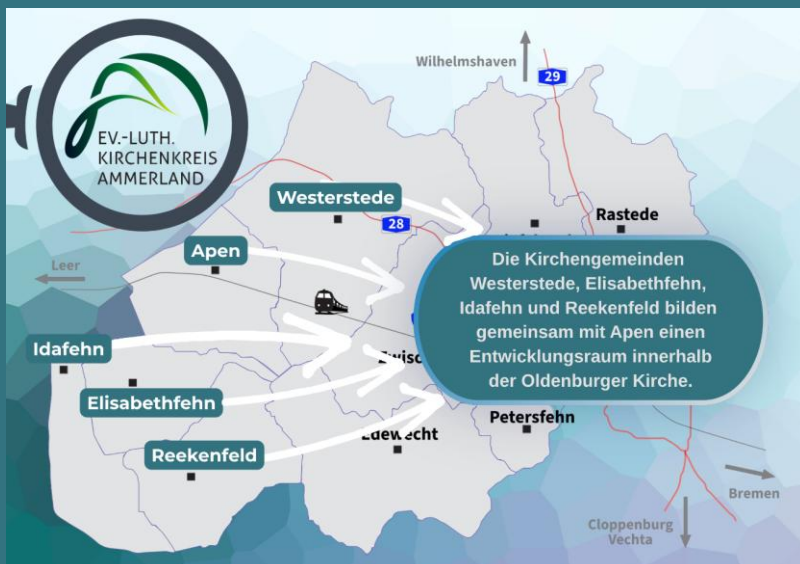 EV.-LUTH.
KIRCHENKREIS
AMMERLAND
Wilhelmshaven
29
Westerstede
28
Rastede
Apen
Leer
Die Kirchengemeinden
Westerstede, Elisabethfehn,
Idafehn und Reekenfeld bilden
gemeinsam mit Apen einen
Entwicklungsraum innerhalb
der Oldenburger Kirche.
Idafehn
Elisabethfehn
Reekenfeld
Edewecht
Petersfehn
Bremen
Cloppenburg
Vechta